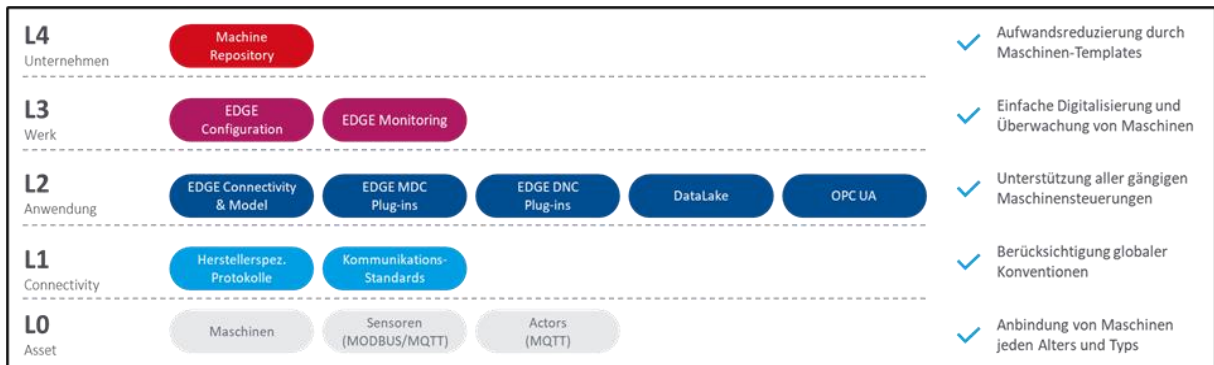 L4
Unternehmen
Machine
Repository
Aufwandsreduzierung durch
Maschinen-Templates
L3
Werk
EDGE
Configuration
EDGE Monitoring
Einfache Digitalisierung und
Überwachung von Maschinen
L2
Anwendung
EDGE Connectivity
& Model
EDGE MDC
Plug-ins
EDGE DNC
Plug-ins
DataLake
OPC UA
Unterstützung aller gängigen
Maschinensteuerungen
L1
Connectivity
Herstellerspez.
Protokolle
Kommunikations-
Standards
Berücksichtigung globaler
Konventionen
L0
Asset
Maschinen
Sensoren
(MODBUS/MQTT)
Actors
(MQTT)
Anbindung von Maschinen
jeden Alters und Typs